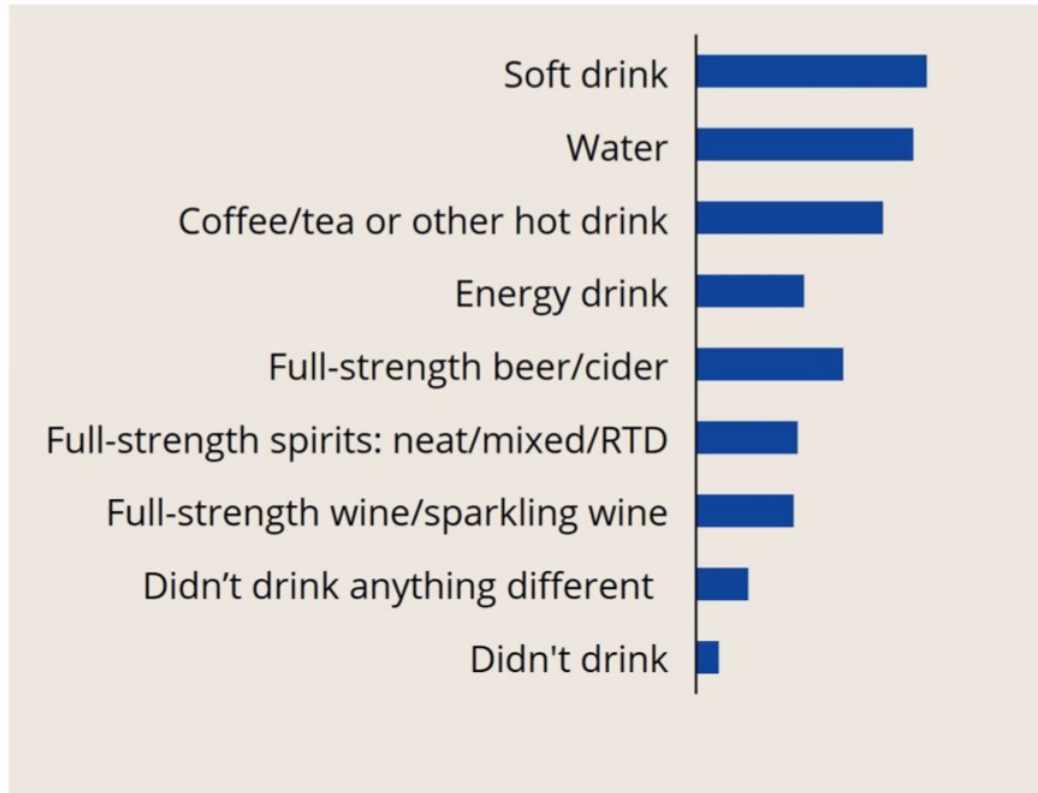 Soft drink
Water
Coffee/tea or other hot drink
Energy drink
Full-strength beer/cider
Full-strength spirits: neat/mixed/RTD
Full-strength wine/sparkling wine
Didn’t drink anything different
Didn't drink